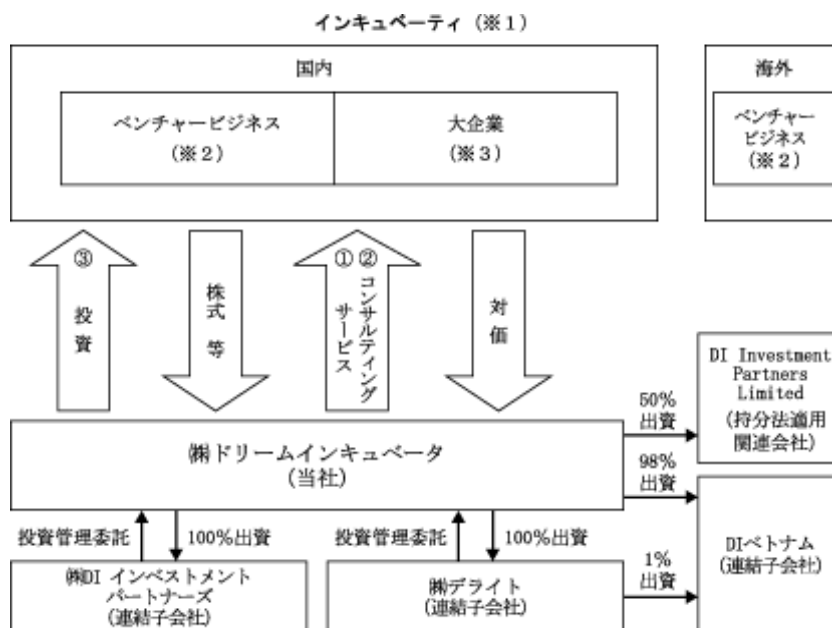 インキュベーティ（※１）
国内
ベンチャービジネス
（※２）
大企業
（※３）
海外
ベンチャー
ビジネス
（※２）
③
投資
株式等
①②
コンサルティング
サービス
対価
DI Investment
Partners
Limited
（持分法適用
関連会社）
50%
出資
㈱ドリームインキュベータ
（当社）
98%
出資
投資管理委託
100%出資
投資管理委託
100%出資
DIベトナム
（連結子会社）
㈱DI インベストメント
パートナーズ
（連結子会社）
㈱デライト
（連結子会社）
1%
出資